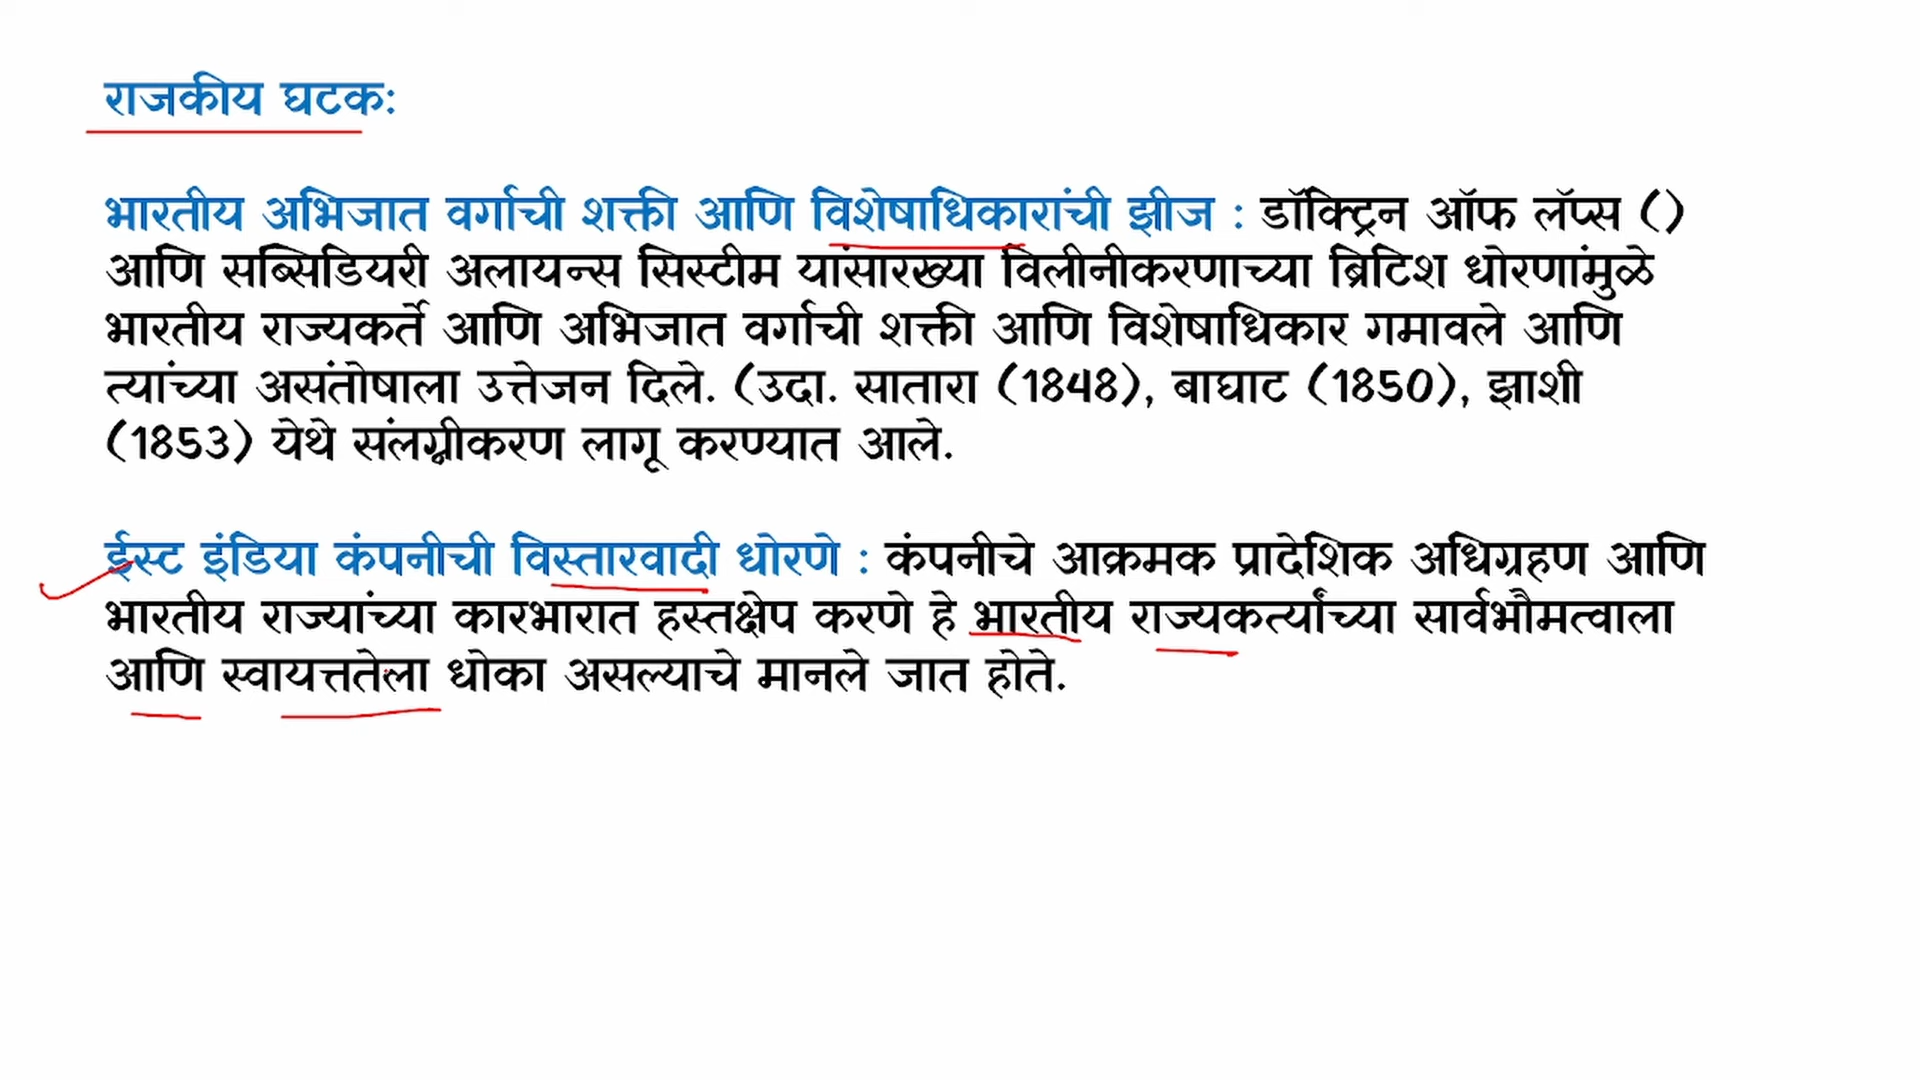 राजकीय घटक:
भारतीय अभिजात वर्गाची शक्ती आणि विशेषाधिकारांची झीज : डॉक्ट्रिन ऑफ लॅप्स ()
आणि सब्सिडियरी अलायन्स सिस्टीम यांसारख्या विलीनीकरणाच्या ब्रिटिश धोरणांमुळे
भारतीय राज्यकर्ते आणि अभिजात वर्गाची शक्ती आणि विशेषाधिकार गमावले आणि
त्यांच्या असंतोषाला उत्तेजन दिले. (उदा. सातारा (1848), बाघाट (1850), झाशी
(1853) येथे संलग्नीकरण लागू करण्यात आले.
ईस्ट इंडिया कंपनीची विस्तारवादी धोरणे : कंपनीचे आक्रमक प्रादेशिक अधिग्रहण आणि
भारतीय राज्यांच्या कारभारात हस्तक्षेप करणे हे भारतीय राज्यकर्त्यांच्या सार्वभौमत्वाला
आणि स्वायत्ततेला धोका असल्याचे मानले जात होते.